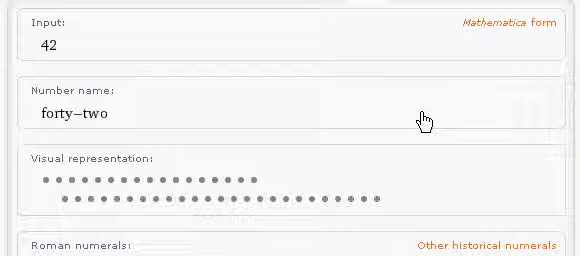 Input:
Mathematica form
42
Number name:
forty-two
Visual representation:
Roman numerals:
Other historical numerals